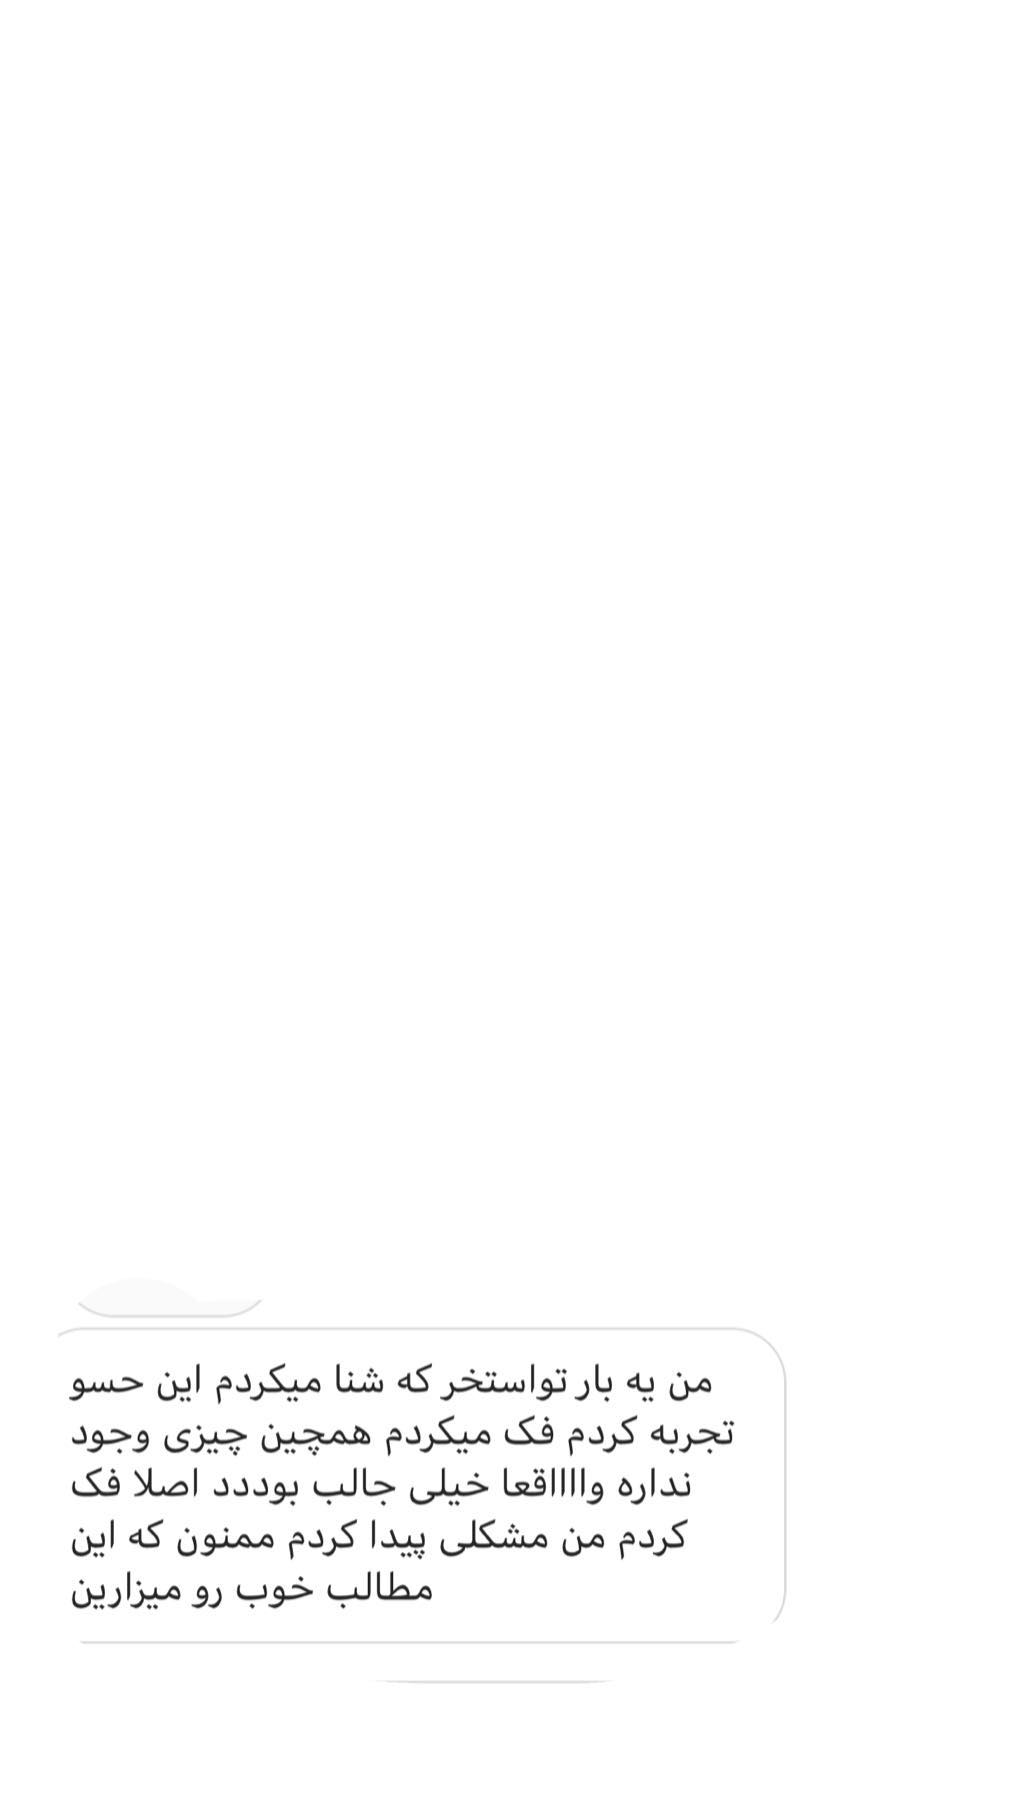 من یه بار تواستخر که شنا میکردم این حسو
تجربه کردم فک میکردم همچین چیزی وجود
نداره واااااقعا خیلی جالب بوددد اصلا فک
کردم من مشکلی پیدا کردم ممنون که این
مطالب خوب رو میزارین